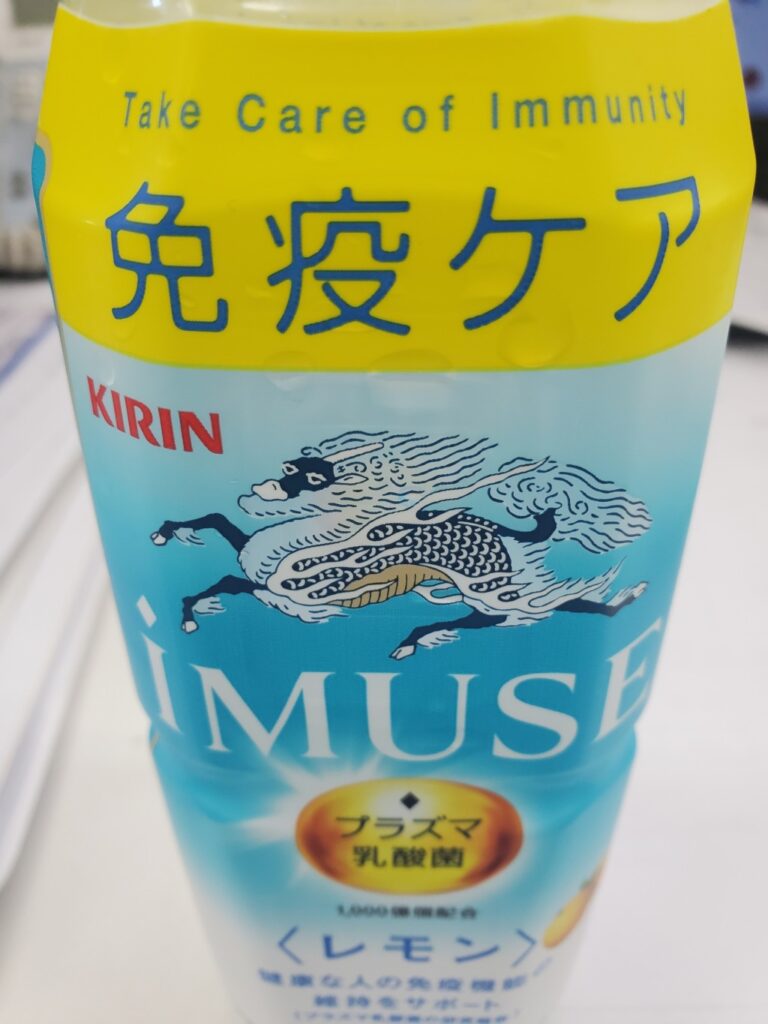 Take Care of Immunity
免疫ケア
KIRIN
iMUSE
プラズマ
乳酸菌
1,000億個配合
〈レモン〉
健康な人の免疫機能の
維持をサポート